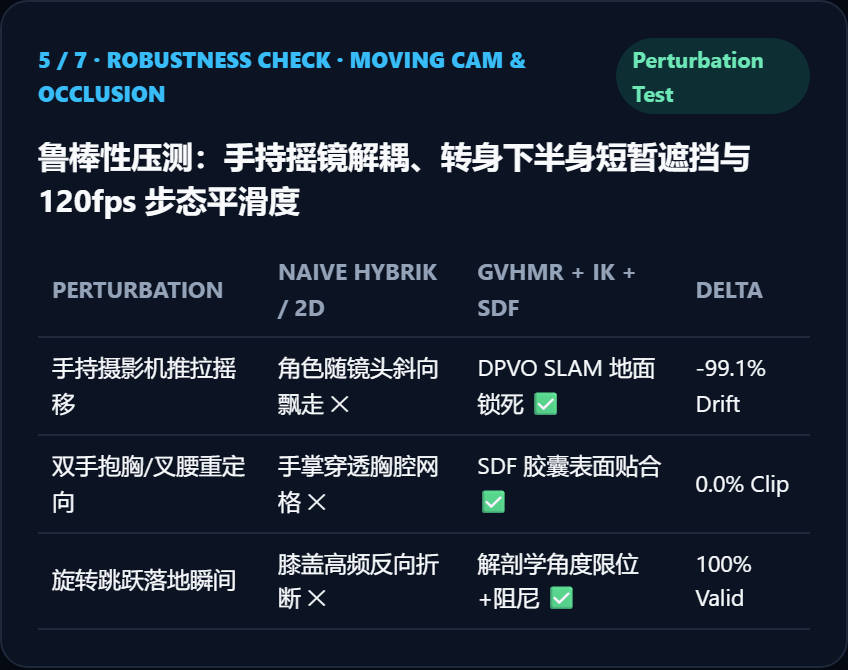 5 / 7 · ROBUSTNESS CHECK · MOVING CAM &
OCCLUSION
Perturbation
Test
鲁棒性压测：手持摇镜解耦、转身下半身短暂遮挡与
120fps 步态平滑度
PERTURBATION
NAIVE HYBRIK
/ 2D
GVHMR + IK +
SDF
DELTA
手持摄影机推拉摇
移
角色随镜头斜向
飘走 ✕
DPVO SLAM 地面
锁死 ✅
-99.1%
Drift
双手抱胸/叉腰重定
向
手掌穿透胸腔网
格 ✕
SDF 胶囊表面贴合
✅
0.0% Clip
旋转跳跃落地瞬间
膝盖高频反向折
断 ✕
解剖学角度限位
+阻尼 ✅
100%
Valid